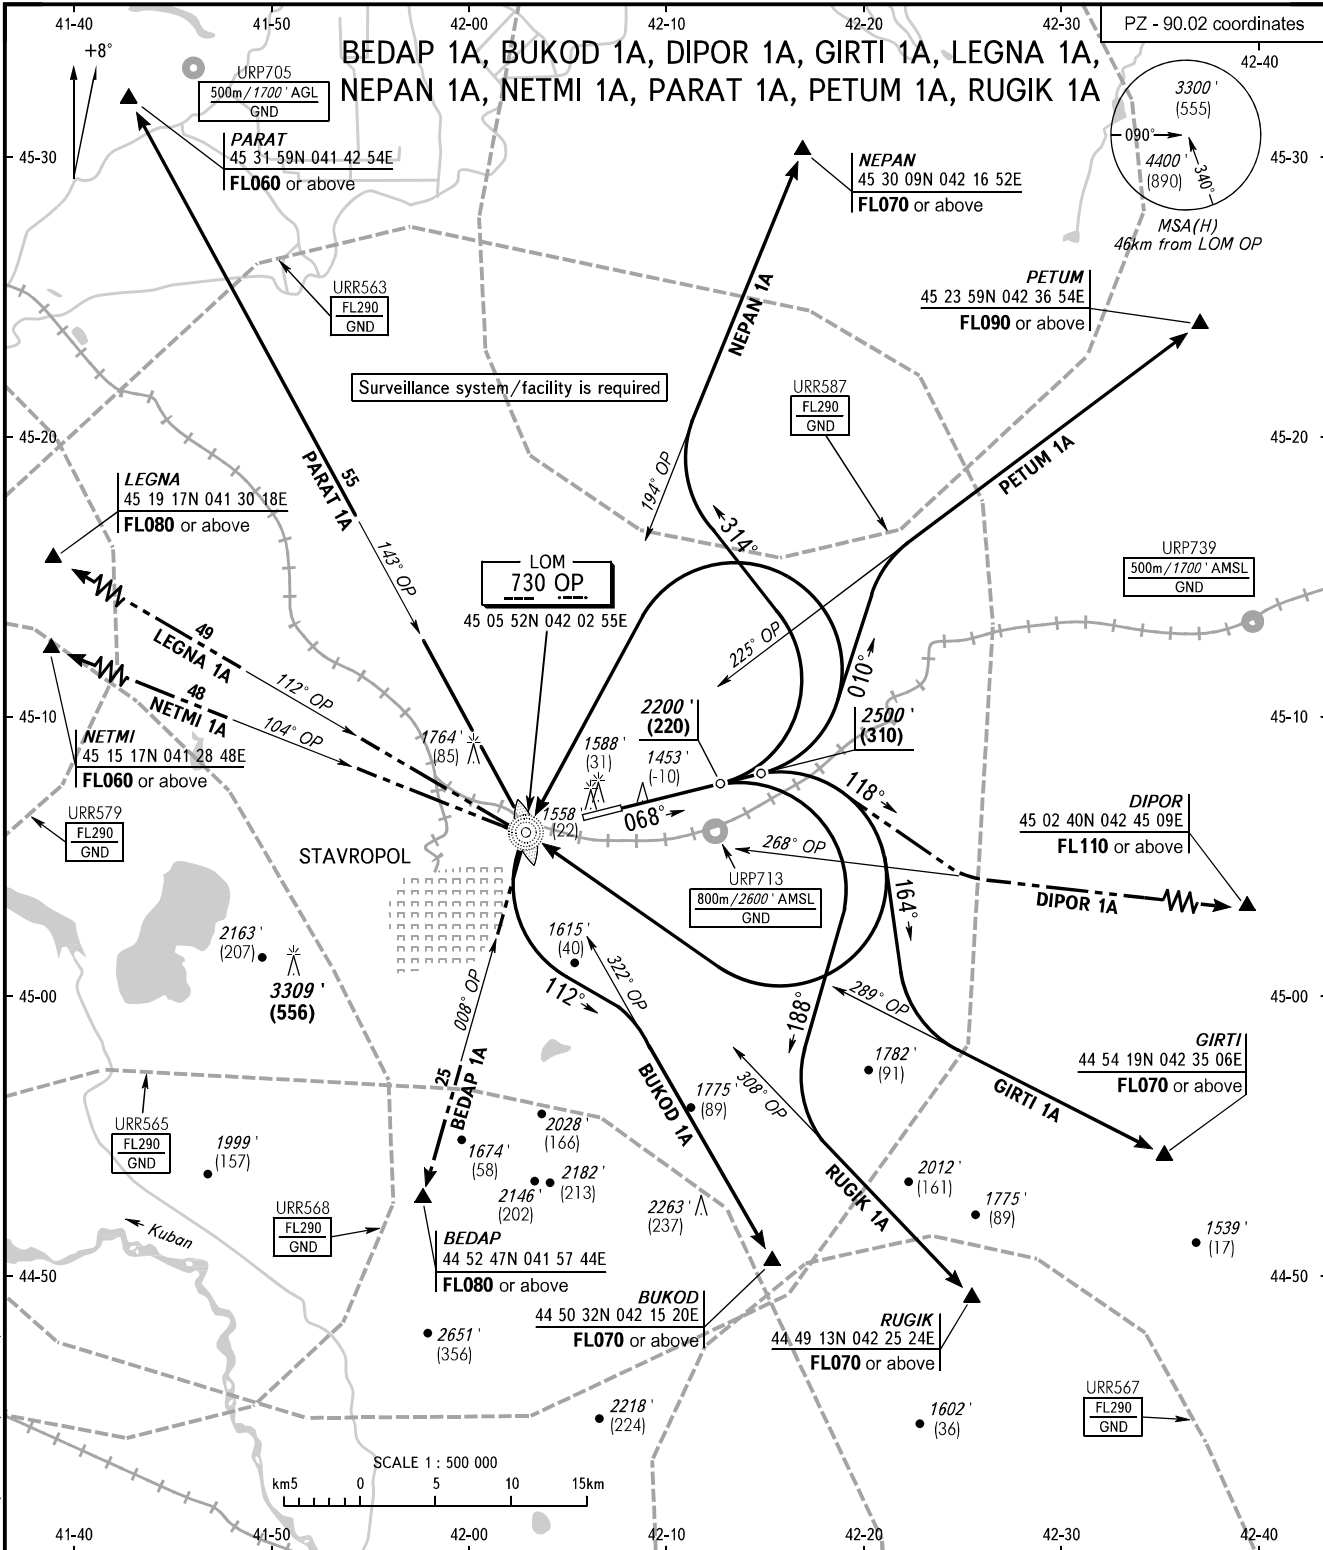 41-40
41-50
42-00
42-10
42-20
42-30
PZ - 90.02 coordinates
42-40
+8°
BEDAP 1A, BUKOD 1A, DIPOR 1A, GIRTI 1A, LEGNA 1A,
NEPAN 1A, NETMI 1A, PARAT 1A, PETUM 1A, RUGIK 1A
URP705
500m/1700' AGL
GND
3300'
(555)
090°
4400'
(890)
340°
MSA(H)
46km from LOM OP
PARAT
45 31 59N 041 42 54E
FL060 or above
45-30
45-30
NEPAN
45 30 09N 042 16 52E
FL070 or above
URR563
FL290
GND
PETUM
45 23 59N 042 36 54E
FL090 or above
NEPAN 1A
Surveillance system/facility is required
URR587
FL290
GND
45-20
45-20
PARAT 1A
55
PETUM 1A
194° OP
LEGNA
45 19 17N 041 30 18E
FL080 or above
314°
143° OP
LOM
730 OP
45 05 52N 042 02 55E
URP739
500m/1700' AMSL
GND
49
LEGNA 1A
112° OP
225° OP
010°
48
NETMI 1A
104° OP
45-10
45-10
NETMI
45 15 17N 041 28 48E
FL060 or above
1764'
(85)
1588'
(31)
1453'
(-10)
2200'
(220)
2500'
(310)
118°
URR579
FL290
GND
1558
(22)
068°
DIPOR
45 02 40N 042 45 09E
FL110 or above
STAVROPOL
268° OP
URP713
800m/2600' AMSL
GND
164°
DIPOR 1A
2163'
(207)
1615'
(40)
322° OP
3309'
(556)
008° OP
112°
188°
289° OP
45-00
45-00
GIRTI
44 54 19N 042 35 06E
FL070 or above
25
BEDAP 1A
BUKOD 1A
1775'
(89)
308° OP
1782'
(91)
GIRTI 1A
URR565
FL290
GND
1999'
(157)
2028'
(166)
1674'
(58)
2182'
(213)
2146'
(202)
2263'
(237)
RUGIK 1A
2012'
(161)
1775'
(89)
1539'
(17)
URR568
FL290
GND
Kuban
BEDAP
44 52 47N 041 57 44E
FL080 or above
44-50
44-50
BUKOD
44 50 32N 042 15 20E
FL070 or above
RUGIK
44 49 13N 042 25 24E
FL070 or above
2651'
(356)
2218'
(224)
1602'
(36)
URR567
FL290
GND
SCALE 1 : 500 000
km5 0 5 10 15km
41-40
41-50
42-00
42-10
42-20
42-30
42-40